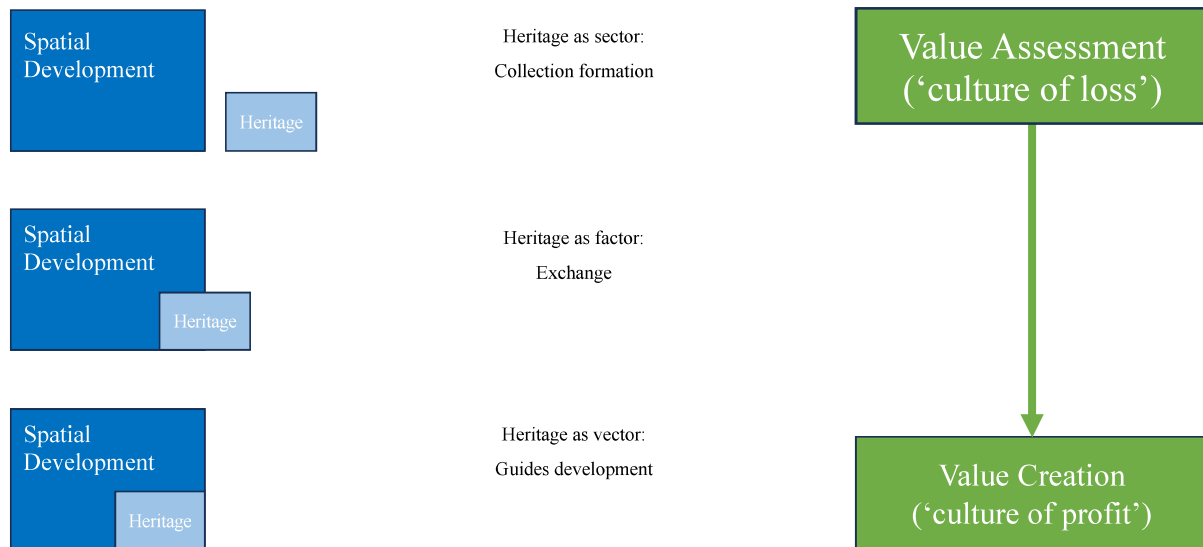 Spatial
Development
Heritage
Heritage as sector:
Collection formation
Value Assessment
(‘culture of loss’)
Spatial
Development
Heritage
Heritage as factor:
Exchange
Spatial
Development
Heritage
Heritage as vector:
Guides development
Value Creation
(‘culture of profit’)